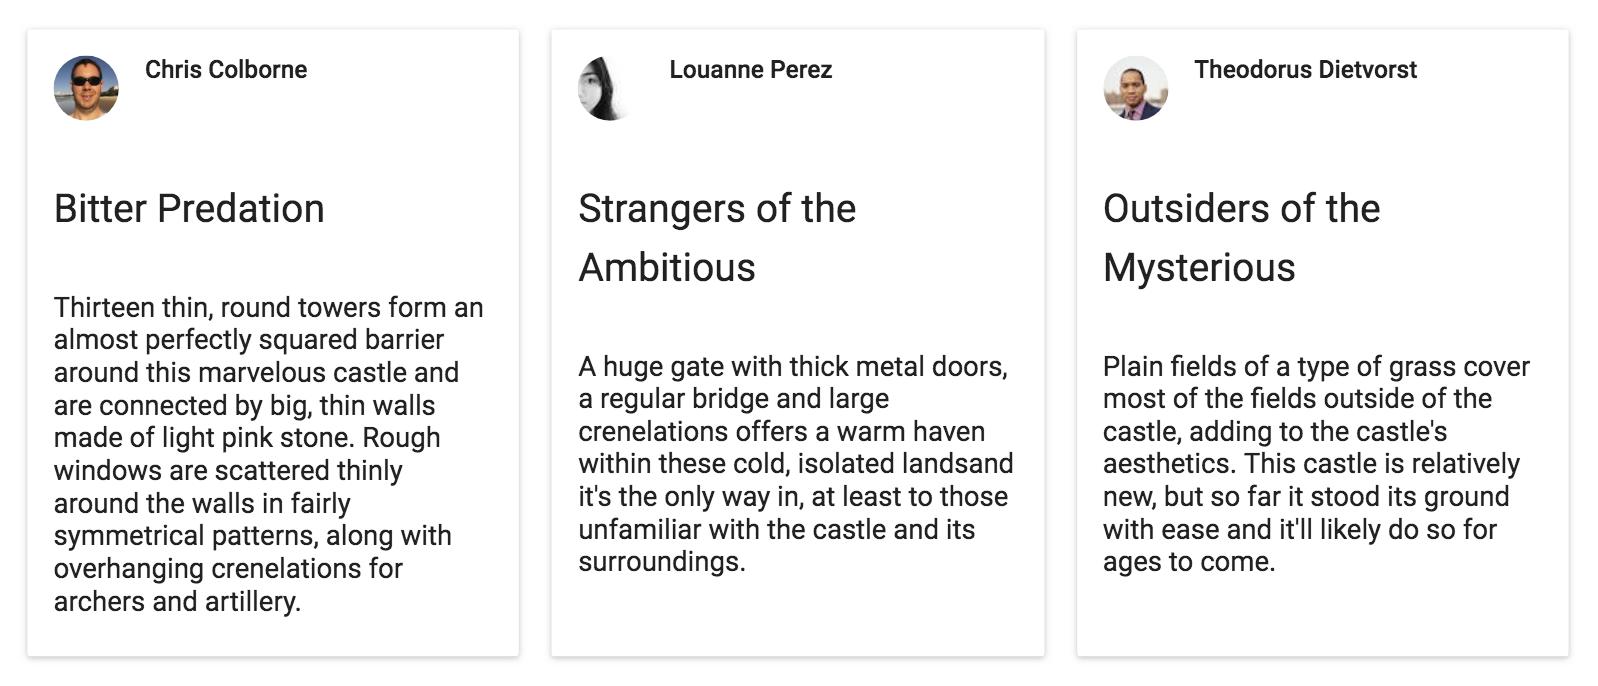 Chris Colborne
Bitter Predation
Thirteen thin, round towers form an
almost perfectly squared barrier
around this marvelous castle and
are connected by big, thin walls
made of light pink stone. Rough
windows are scattered thinly
around the walls in fairly
symmetrical patterns, along with
overhanging crenelations for
archers and artillery.
Louanne Perez
Strangers of the
Ambitious
A huge gate with thick metal doors,
a regular bridge and large
crenelations offers a warm haven
within these cold, isolated landsand
it's the only way in, at least to those
unfamiliar with the castle and its
surroundings.
Theodorus Dietvorst
Outsiders of the
Mysterious
Plain fields of a type of grass cover
most of the fields outside of the
castle, adding to the castle's
aesthetics. This castle is relatively
new, but so far it stood its ground
with ease and it'll likely do so for
ages to come.